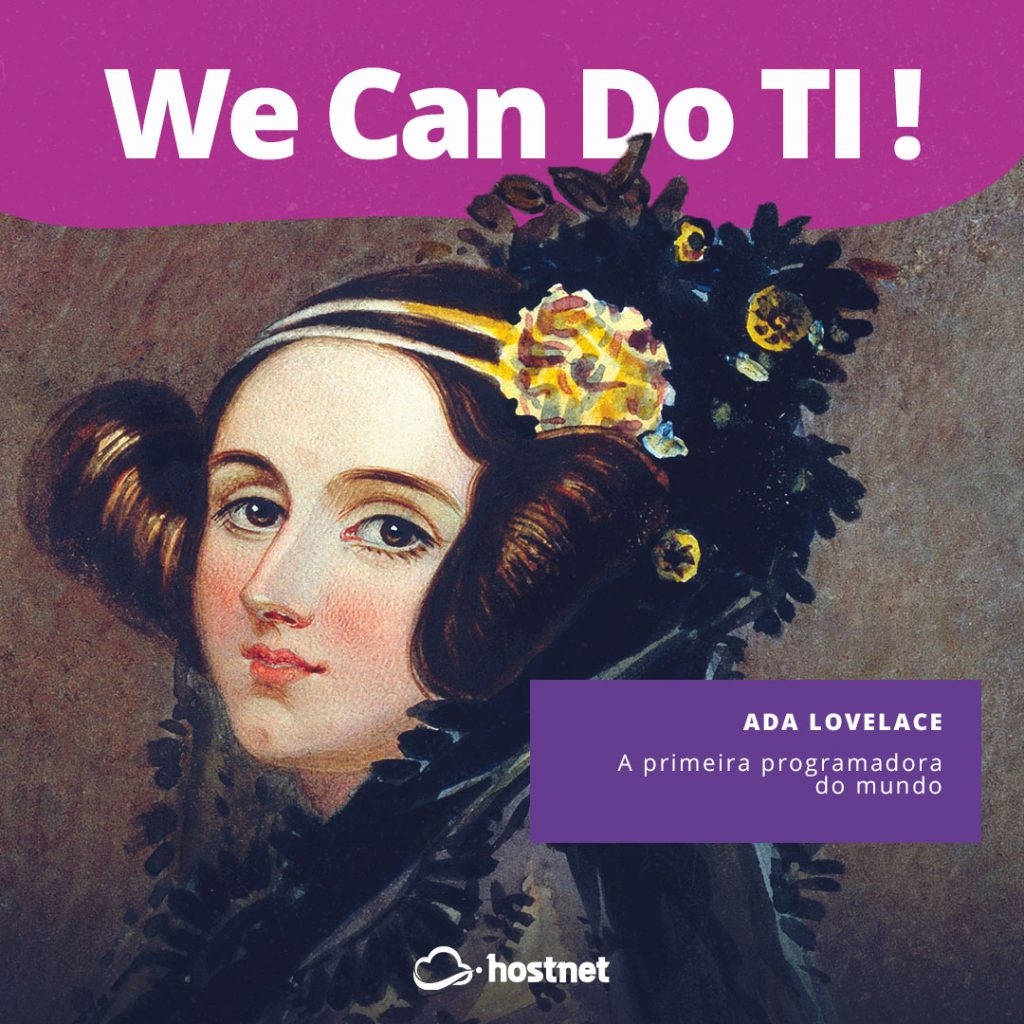 We Can Do TI !
ADA LOVELACE
A primeira programadora
do mundo
hostnet